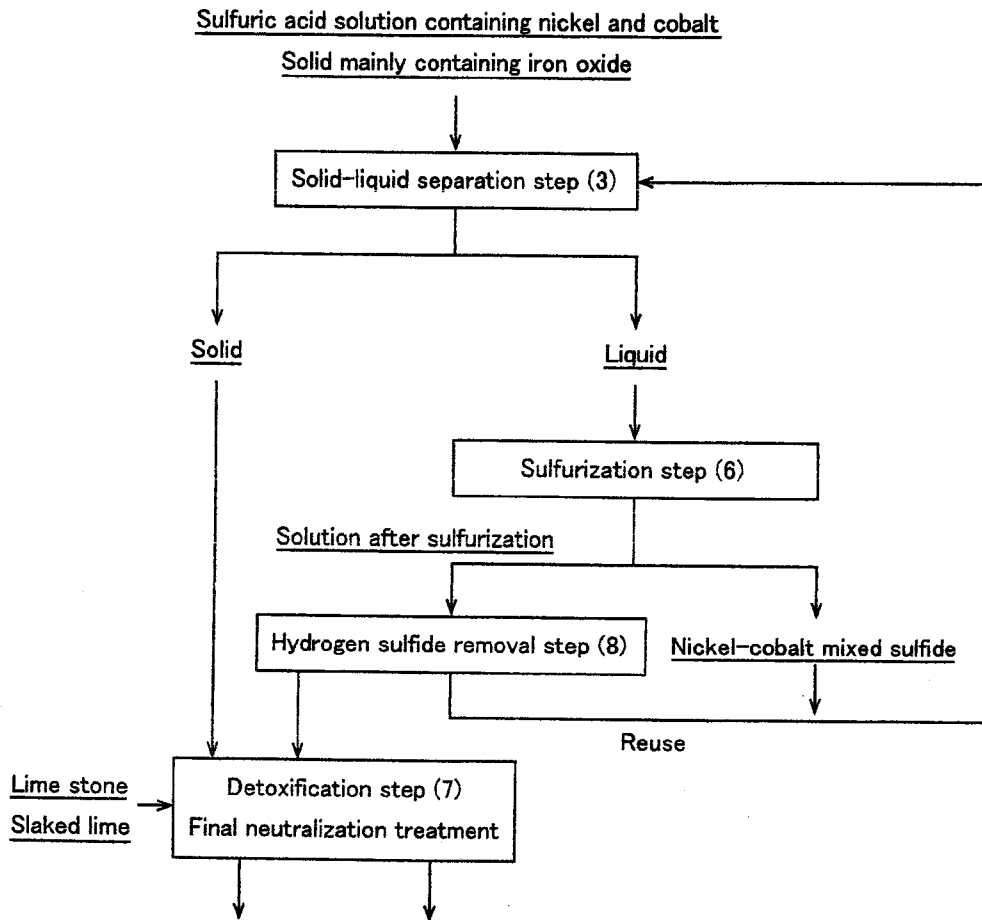 Sulfuric acid solution containing nickel and cobalt
Solid mainly containing iron oxide
Solid-liquid separation step (3)
Solid
Liquid
Sulfurization step (6)
Solution after sulfurization
Hydrogen sulfide removal step (8)
Nickel-cobalt mixed sulfide
Reuse
Lime stone
Slaked lime
Detoxification step (7)
Final neutralization treatment